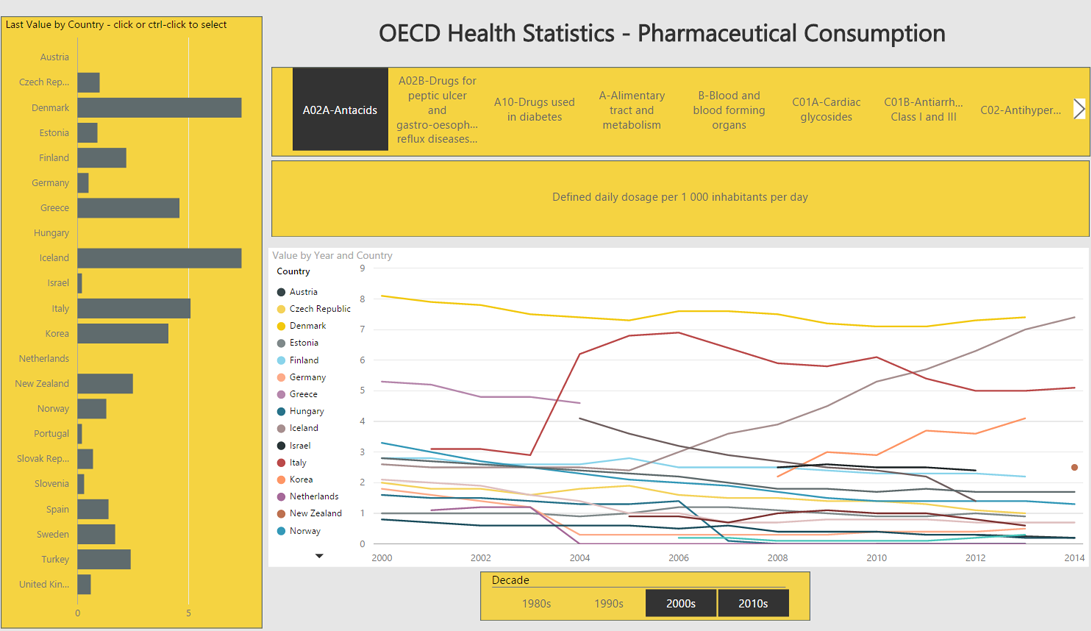 Last Value by Country - click or ctrl-click to select
Austria
Czech Rep...
Denmark
Estonia
Finland
Germany
Greece
Hungary
Iceland
Israel
Italy
Korea
Netherlands
New Zealand
Norway
Portugal
Slovak Rep...
Slovenia
Spain
Sweden
Turkey
United Kin...
0 5
OECD Health Statistics - Pharmaceutical Consumption
A02A-Antacids
A02B-Drugs for
peptic ulcer
and
gastro-oesoph...
reflux diseases...
A10-Drugs used
in diabetes
A-Alimentary
tract and
metabolism
B-Blood and
blood forming
organs
C01A-Cardiac
glycosides
C01B-Antiarrh...
Class I and III
C02-Antihyper...
Defined daily dosage per 1 000 inhabitants per day
Value by Year and Country
Country
Austria
Czech Republic
Denmark
Estonia
Finland
Germany
Greece
Hungary
Iceland
Israel
Italy
Korea
Netherlands
New Zealand
Norway
9
8
7
6
5
4
3
2
1
0
2000 2002 2004 2006 2008 2010 2012 2014
Decade
1980s 1990s 2000s 2010s